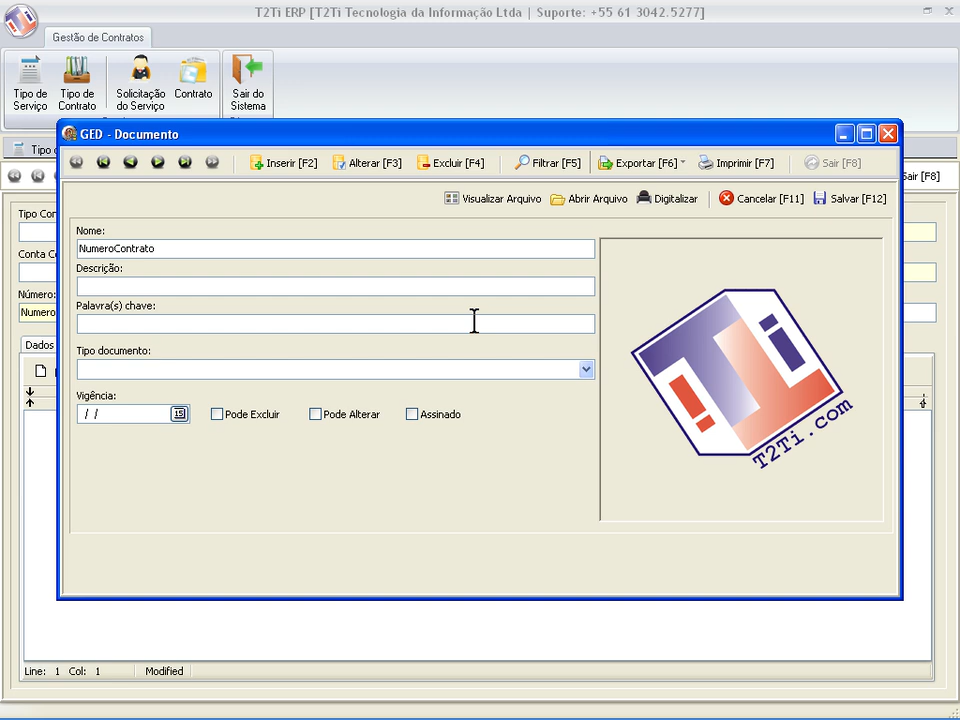 T2Ti ERP [T2Ti Tecnologia da Informação Ltda | Suporte: +55 61 3042.5277]
Gestão de Contratos
Tipo de Serviço
Tipo de Contrato
Solicitação do Serviço
Contrato
Sair do Sistema
Tipo
GED - Documento
Inserir [F2]
Alterar [F3]
Excluir [F4]
Filtrar [F5]
Exportar [F6]
Imprimir [F7]
Sair [F8]
Sair [F8]
Visualizar Arquivo
Abrir Arquivo
Digitalizar
Cancelar [F11]
Salvar [F12]
Tipo Con
Nome:
NumeroContrato
Conta Co
Descrição:
Número:
Numero
Palavra(s) chave:
Dados
Tipo documento:
Vigência:
/ /
15
Pode Excluir
Pode Alterar
Assinado
T2Ti.com
Line: 1 Col: 1
Modified